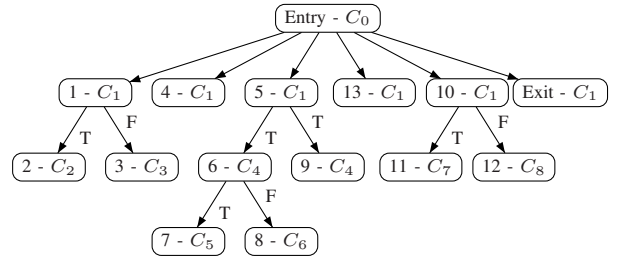 Entry - C₀
1 - C₁ 4 - C₁ 5 - C₁ 13 - C₁ 10 - C₁ Exit - C₁
T F T T T F
2 - C₂ 3 - C₃ 6 - C₄ 9 - C₄ 11 - C₇ 12 - C₈
T F
7 - C₅ 8 - C₆